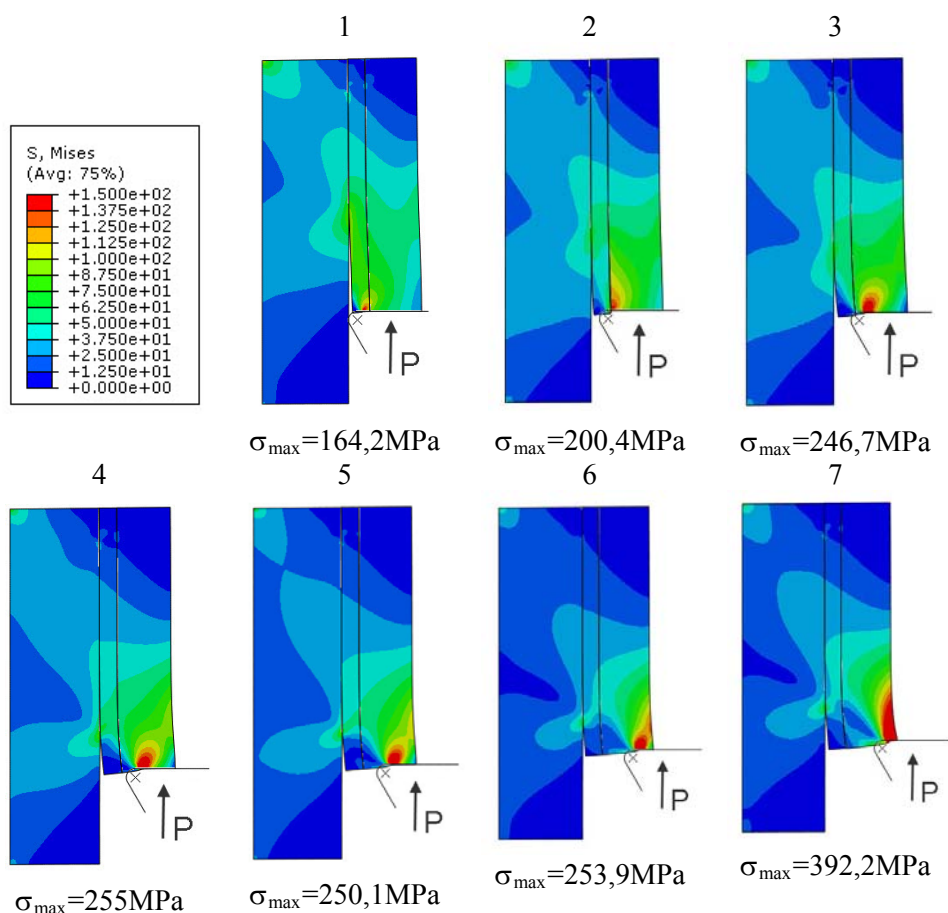 1 2 3
S, Mises
(Avg: 75%)
+1.500e+02
+1.375e+02
+1.250e+02
+1.125e+02
+1.000e+02
+8.750e+01
+7.500e+01
+6.250e+01
+5.000e+01
+3.750e+01
+2.500e+01
+1.250e+01
+0.000e+00
P P P
σmax=164,2MPa σmax=200,4MPa σmax=246,7MPa
4 5 6 7
P P P P
σmax=255MPa σmax=250,1MPa σmax=253,9MPa σmax=392,2MPa